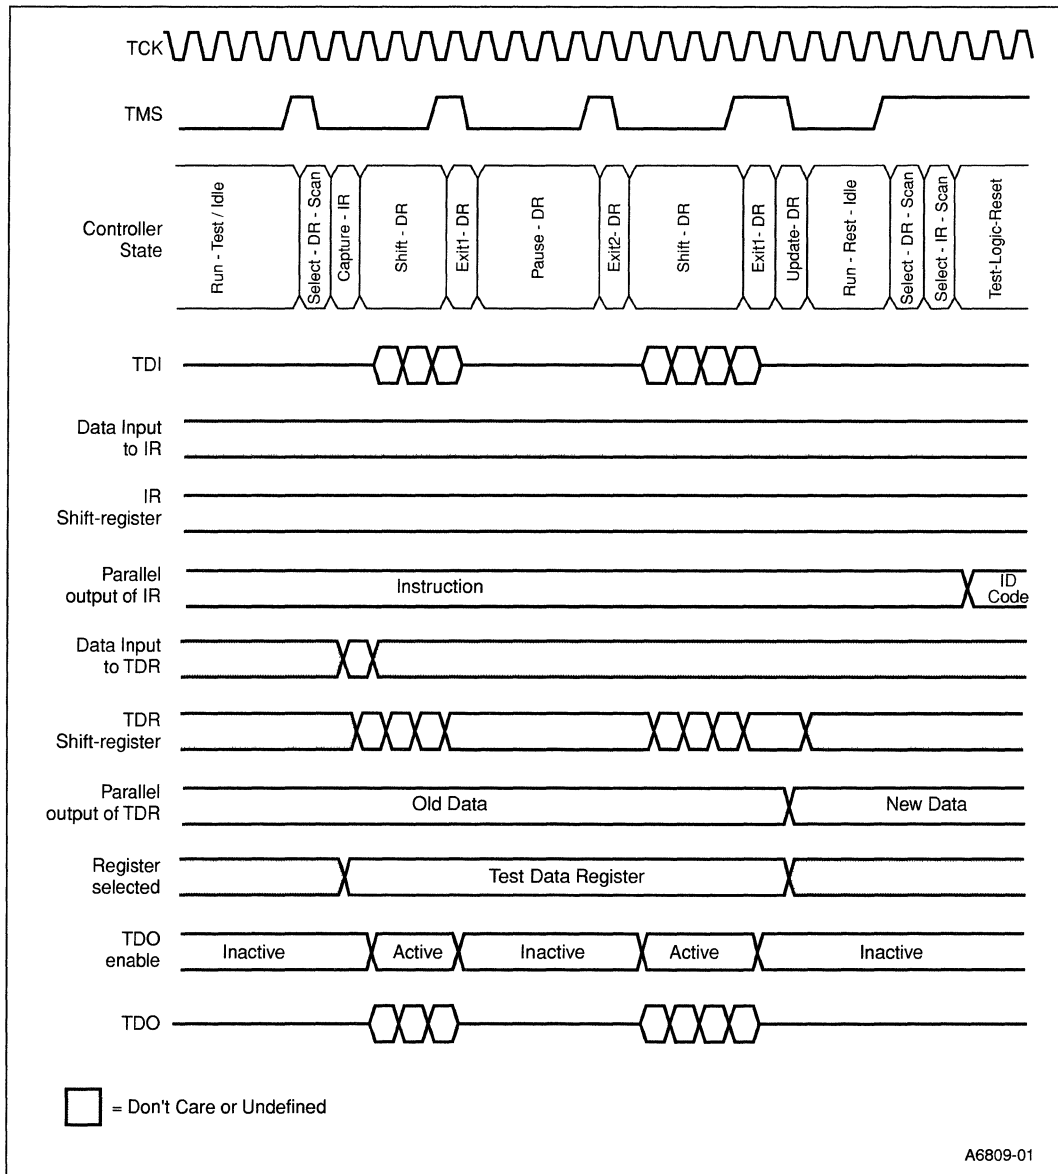 TCK
TMS
Controller
State
Run - Test / Idle
Select - DR - Scan
Capture - IR
Shift - DR
Exit1 - DR
Pause - DR
Exit2- DR
Shift - DR
Exit1 - DR
Update- DR
Run - Rest - Idle
Select - DR - Scan
Select - IR - Scan
Test-Logic-Reset
TDI
Data Input
to IR
IR
Shift-register
Parallel
output of IR
Instruction
ID
Code
Data Input
to TDR
TDR
Shift-register
Parallel
output of TDR
Old Data
New Data
Register
selected
Test Data Register
TDO
enable
Inactive
Active
Inactive
Active
Inactive
TDO
= Don't Care or Undefined
A6809-01